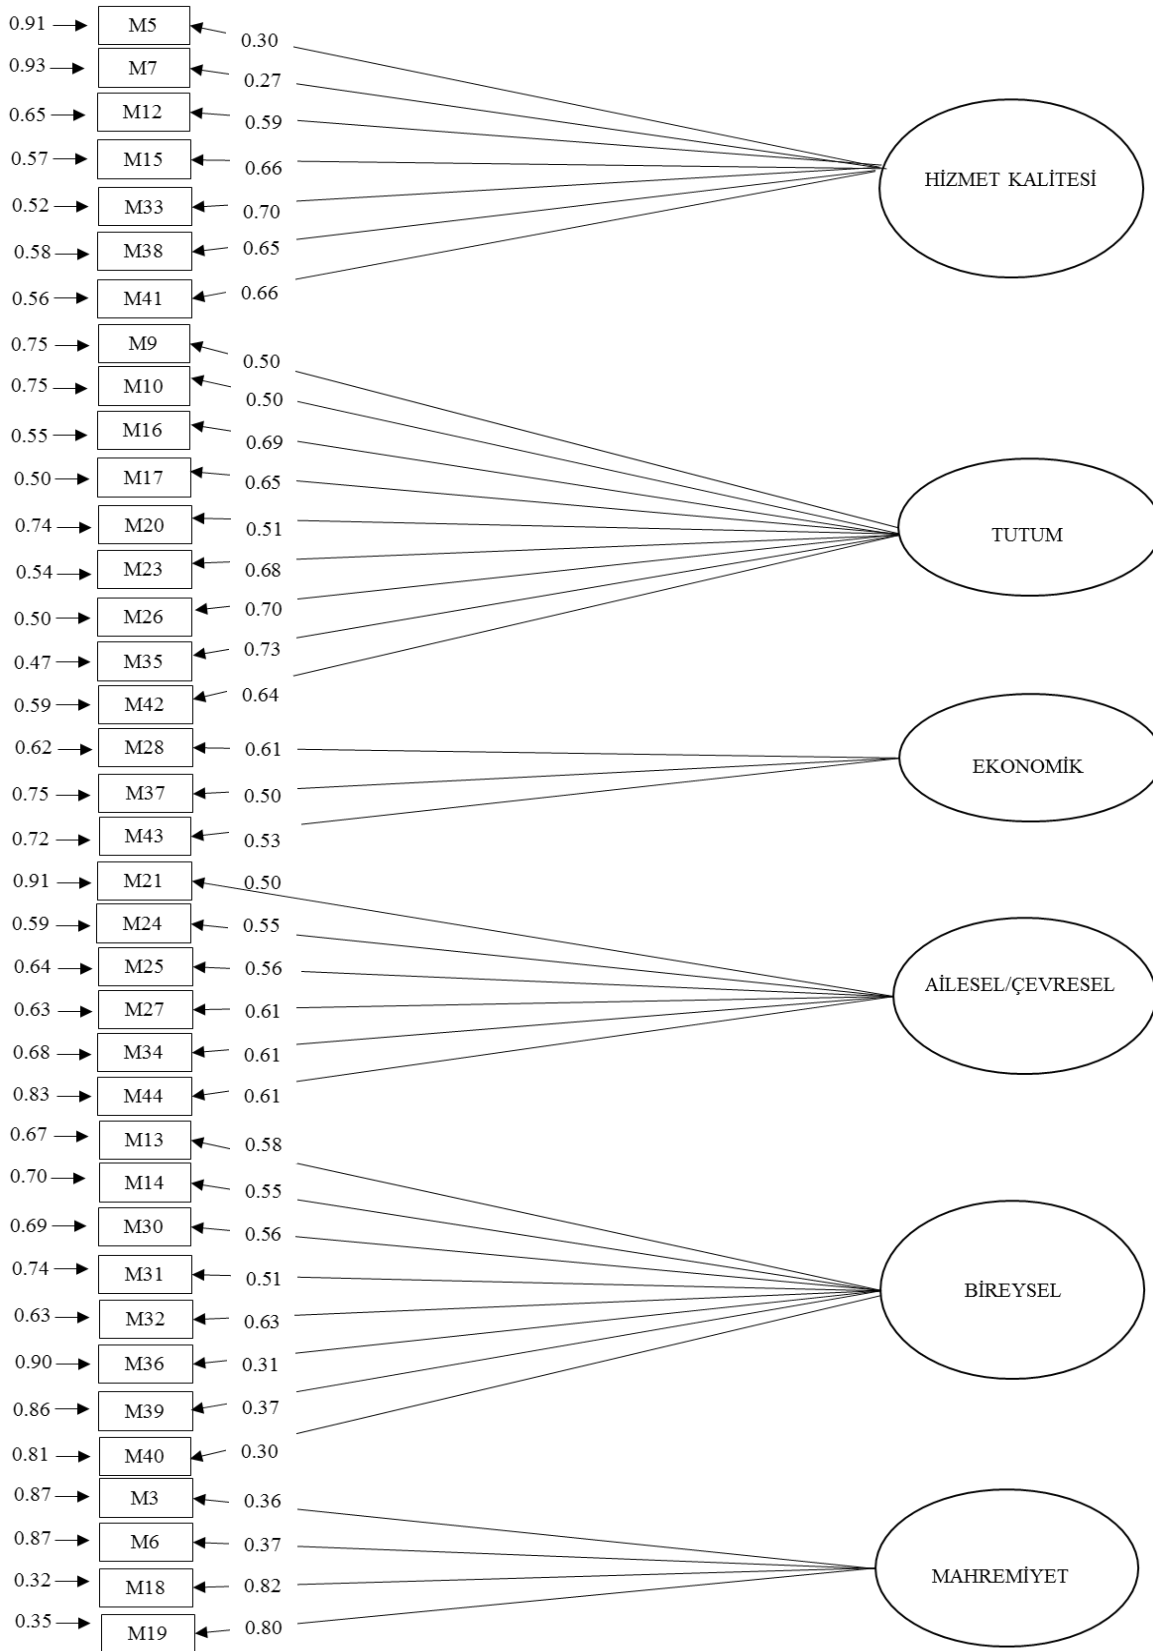 0.91 M5 0.30
0.93 M7 0.27
0.65 M12 0.59
0.57 M15 0.66
0.52 M33 0.70
0.58 M38 0.65
0.56 M41 0.66
HİZMET KALİTESİ
0.75 M9 0.50
0.75 M10 0.50
0.55 M16 0.69
0.50 M17 0.65
0.74 M20 0.51
0.54 M23 0.68
0.50 M26 0.70
0.47 M35 0.73
0.59 M42 0.64
TUTUM
0.62 M28 0.61
0.75 M37 0.50
0.72 M43 0.53
EKONOMİK
0.91 M21 0.50
0.59 M24 0.55
0.64 M25 0.56
0.63 M27 0.61
0.68 M34 0.61
0.83 M44 0.61
AİLESEL/ÇEVRESEL
0.67 M13 0.58
0.70 M14 0.55
0.69 M30 0.56
0.74 M31 0.51
0.63 M32 0.63
0.90 M36 0.31
0.86 M39 0.37
0.81 M40 0.30
BİREYSEL
0.87 M3 0.36
0.87 M6 0.37
0.32 M18 0.82
0.35 M19 0.80
MAHREMİYET